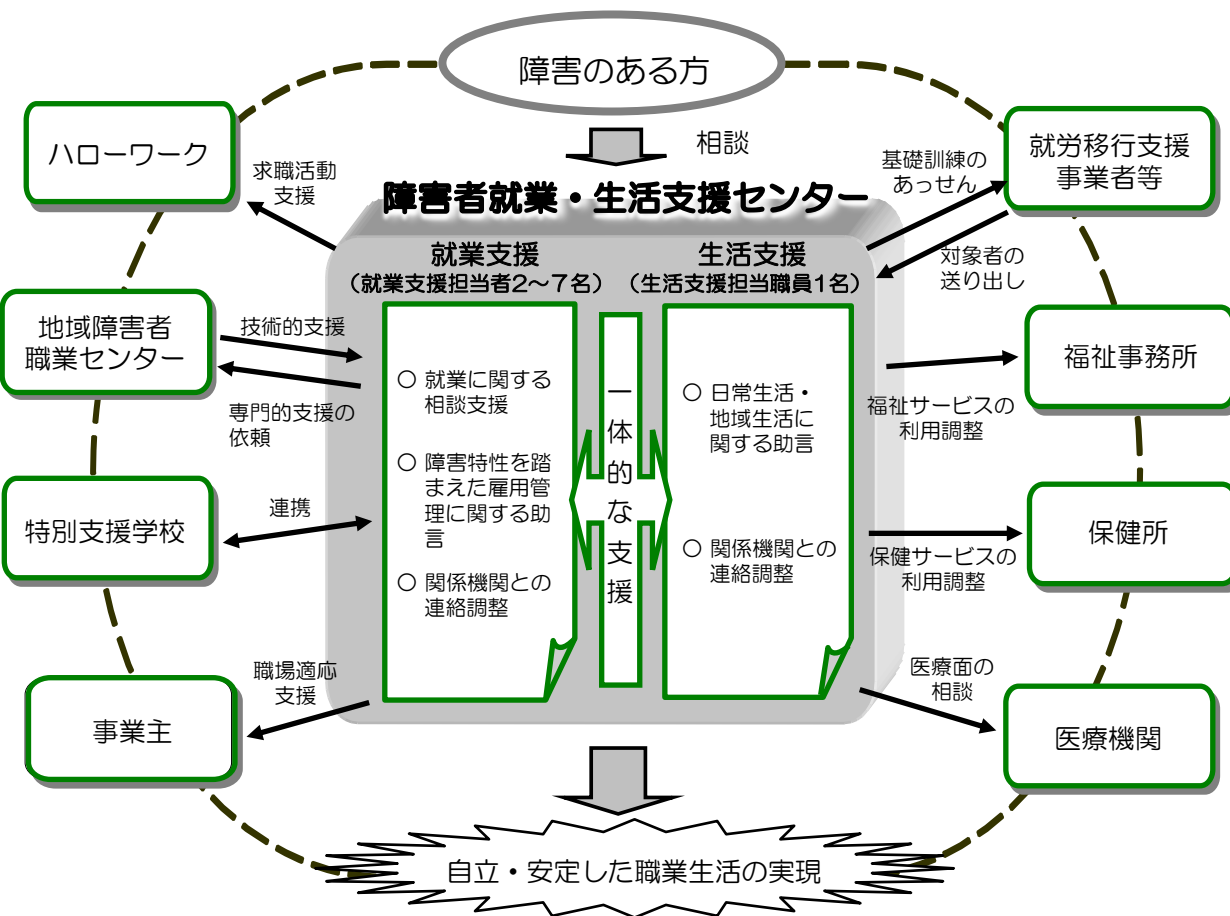 障害のある方
相談
障害者就業・生活支援センター
ハローワーク
求職活動
支援
地域障害者
職業センター
技術的支援
専門的支援の
依頼
特別支援学校
連携
事業主
職場適応
支援
就業支援
（就業支援担当者2～7名）
○ 就業に関する
相談支援
○ 障害特性を踏
まえた雇用管
理に関する助
言
○ 関係機関との
連絡調整
一体的な支援
生活支援
（生活支援担当職員1名）
○ 日常生活・
地域生活に
関する助言
○ 関係機関との
連絡調整
基礎訓練の
あっせん
就労移行支援
事業者等
対象者の
送り出し
福祉事務所
福祉サービスの
利用調整
保健所
保健サービスの
利用調整
医療面の
相談
医療機関
自立・安定した職業生活の実現